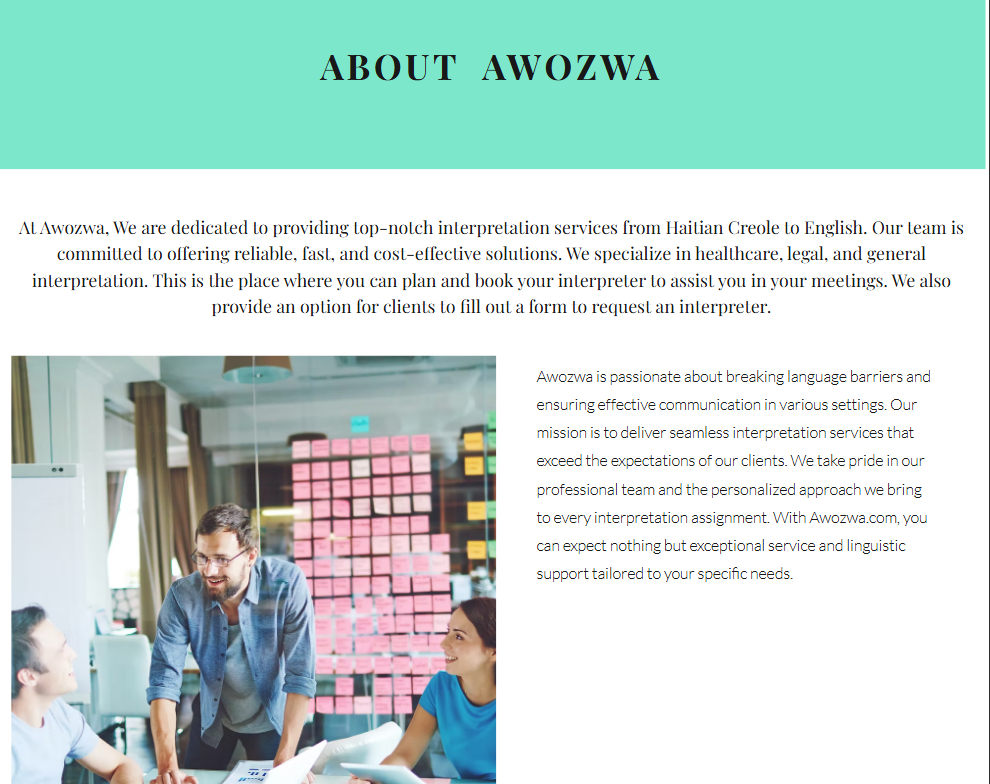 ABOUT AWOZWA
At Awozwa, We are dedicated to providing top-notch interpretation services from Haitian Creole to English. Our team is
committed to offering reliable, fast, and cost-effective solutions. We specialize in healthcare, legal, and general
interpretation. This is the place where you can plan and book your interpreter to assist you in your meetings. We also
provide an option for clients to fill out a form to request an interpreter.
Awozwa is passionate about breaking language barriers and
ensuring effective communication in various settings. Our
mission is to deliver seamless interpretation services that
exceed the expectations of our clients. We take pride in our
professional team and the personalized approach we bring
to every interpretation assignment. With Awozwa.com, you
can expect nothing but exceptional service and linguistic
support tailored to your specific needs.